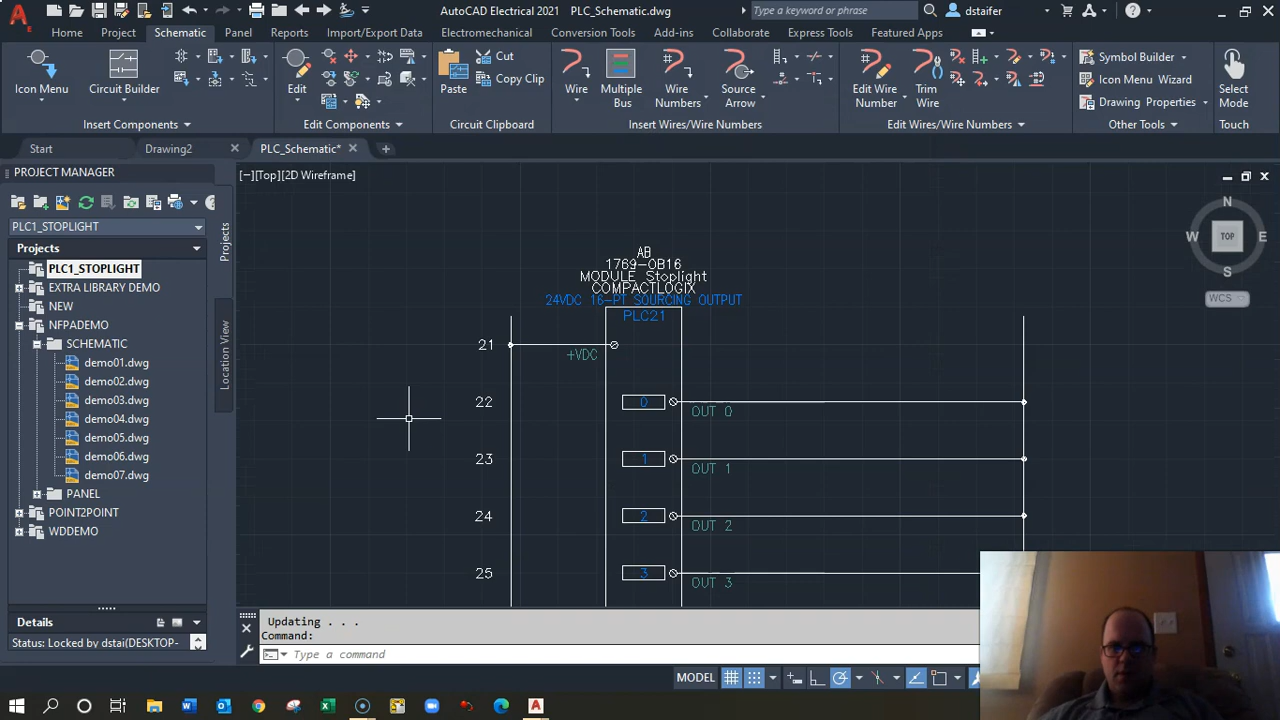 AutoCAD Electrical 2021 PLC_Schematic.dwg
Type a keyword or phrase
dstaifer
Home Project Schematic Panel Reports Import/Export Data Electromechanical Conversion Tools Add-ins Collaborate Express Tools Featured Apps
Icon Menu
Circuit Builder
Insert Components
Edit
Edit Components
Paste
Cut
Copy Clip
Circuit Clipboard
Wire
Multiple Bus
Wire Numbers
Source Arrow
Insert Wires/Wire Numbers
Edit Wire Number
Trim Wire
Edit Wires/Wire Numbers
Symbol Builder
Icon Menu Wizard
Drawing Properties
Other Tools
Select Mode
Touch
Start Drawing2 PLC_Schematic*
PROJECT MANAGER
PLC1_STOPLIGHT
Projects
PLC1_STOPLIGHT
EXTRA LIBRARY DEMO
NEW
NFPADEMO
SCHEMATIC
demo01.dwg
demo02.dwg
demo03.dwg
demo04.dwg
demo05.dwg
demo06.dwg
demo07.dwg
PANEL
POINT2POINT
WDDEMO
Details
Status: Locked by dstai(DESKTOP-
Projects
Location View
[−][Top][2D Wireframe]
AB
1769-OB16
MODULE Stoplight
COMPACTLOGIX
24VDC 16-PT SOURCING OUTPUT
PLC21
21
+VDC
22 0 OUT 0
23 1 OUT 1
24 2 OUT 2
25 3 OUT 3
N
W TOP E
S
WCS
Updating . . .
Command:
Type a command
MODEL